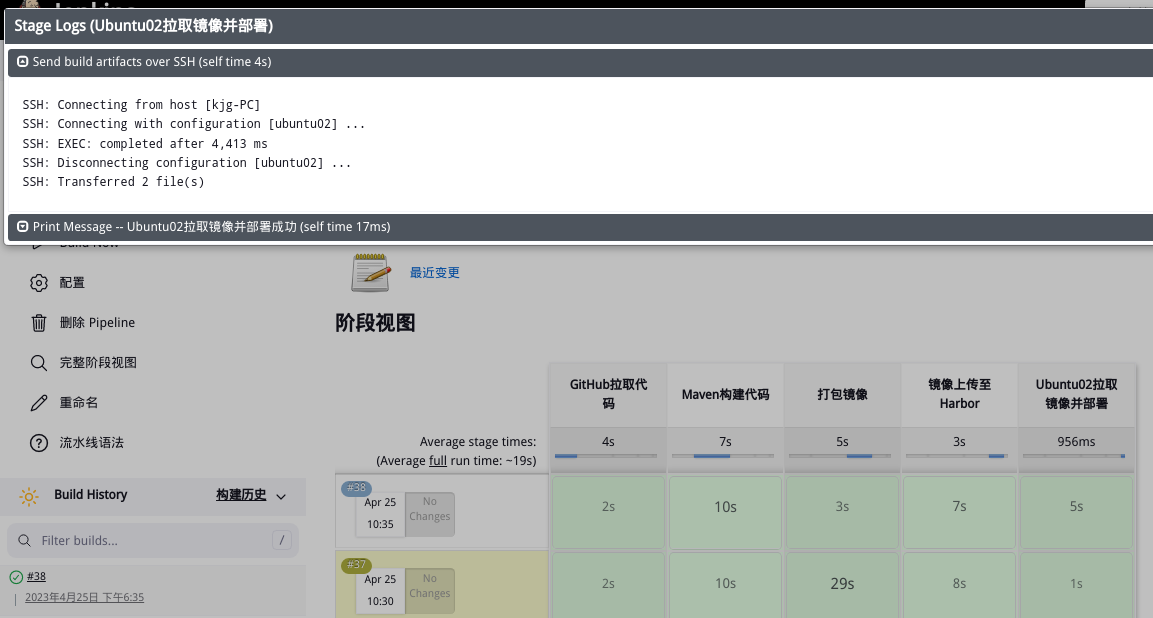 Stage Logs (Ubuntu02拉取镜像并部署)
Send build artifacts over SSH (self time 4s)
SSH: Connecting from host [kjg-PC]
SSH: Connecting with configuration [ubuntu02] ...
SSH: EXEC: completed after 4,413 ms
SSH: Disconnecting configuration [ubuntu02] ...
SSH: Transferred 2 file(s)
Print Message -- Ubuntu02拉取镜像并部署成功 (self time 17ms)
配置
删除 Pipeline
完整阶段视图
重命名
流水线语法
Build History
构建历史
Filter builds...
/
#38
2023年4月25日 下午6:35
最近变更
阶段视图
GitHub拉取代
码
Maven构建代码
打包镜像
镜像上传至
Harbor
Ubuntu02拉取
镜像并部署
Average stage times:
(Average full run time: ~19s)
4s
7s
5s
3s
956ms
#38
Apr 25
10:35
No
Changes
2s
10s
3s
7s
5s
#37
Apr 25
10:30
No
Changes
2s
10s
29s
8s
1s